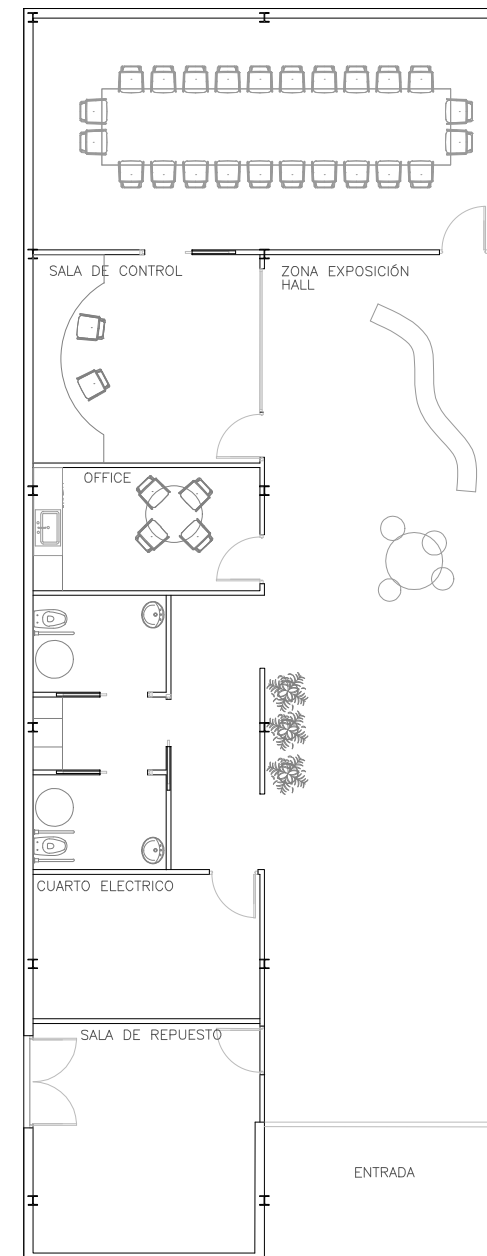 SALA DE CONTROL
ZONA EXPOSICIÓN
HALL
OFFICE
CUARTO ELECTRICO
SALA DE REPUESTO
ENTRADA